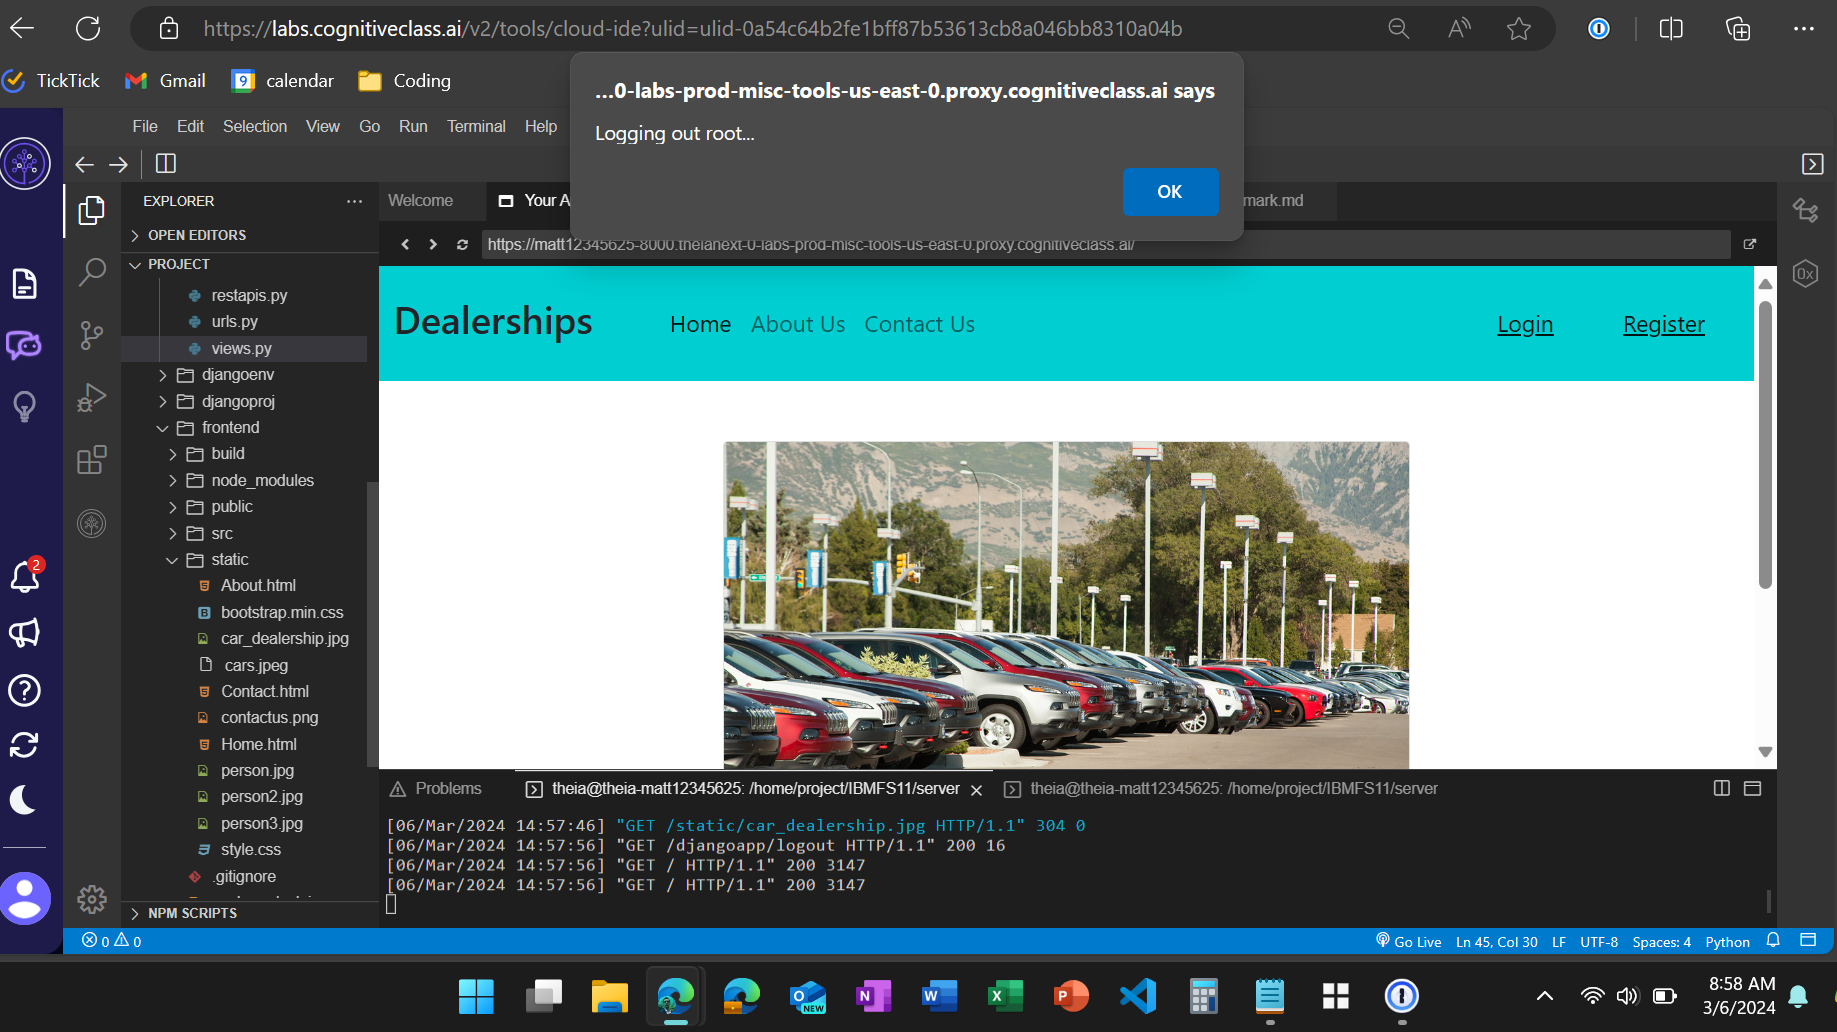 https://labs.cognitiveclass.ai/v2/tools/cloud-ide?ulid=ulid-0a54c64b2fe1bff87b53613cb8a046bb8310a04b
TickTick
Gmail
9
calendar
Coding
...0-labs-prod-misc-tools-us-east-0.proxy.cognitiveclass.ai says
Logging out root...
OK
File Edit Selection View Go Run Terminal Help
EXPLORER
Welcome
Your A
mark.md
OPEN EDITORS
https://matt12345625-8000.theianext-0-labs-prod-misc-tools-us-east-0.proxy.cognitiveclass.ai/
PROJECT
restapis.py
urls.py
views.py
djangoenv
djangoproj
frontend
build
node_modules
public
src
static
About.html
bootstrap.min.css
car_dealership.jpg
cars.jpeg
Contact.html
contactus.png
Home.html
person.jpg
person2.jpg
person3.jpg
style.css
.gitignore
NPM SCRIPTS
Dealerships
Home
About Us
Contact Us
Login
Register
0x
2
Problems
theia@theia-matt12345625: /home/project/IBMFS11/server
theia@theia-matt12345625: /home/project/IBMFS11/server
[06/Mar/2024 14:57:46] "GET /static/car_dealership.jpg HTTP/1.1" 304 0
[06/Mar/2024 14:57:56] "GET /djangoapp/logout HTTP/1.1" 200 16
[06/Mar/2024 14:57:56] "GET / HTTP/1.1" 200 3147
[06/Mar/2024 14:57:56] "GET / HTTP/1.1" 200 3147
0 0
Go Live
Ln 45, Col 30
LF
UTF-8
Spaces: 4
Python
NEW
8:58 AM
3/6/2024